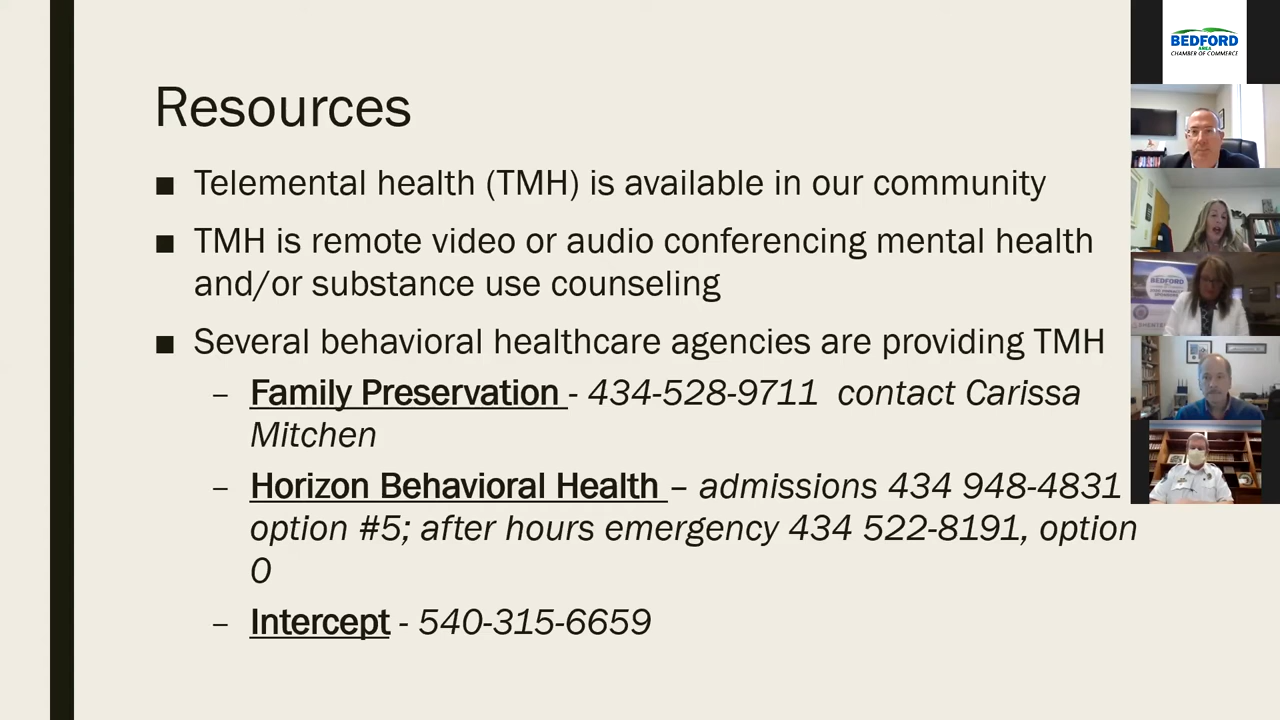 Resources
■ Telemental health (TMH) is available in our community
■ TMH is remote video or audio conferencing mental health
and/or substance use counseling
■ Several behavioral healthcare agencies are providing TMH
– Family Preservation - 434-528-9711 contact Carissa
Mitchen
– Horizon Behavioral Health – admissions 434 948-4831
option #5; after hours emergency 434 522-8191, option
0
– Intercept - 540-315-6659
BEDFORD
AREA
CHAMBER OF COMMERCE
BEDFORD